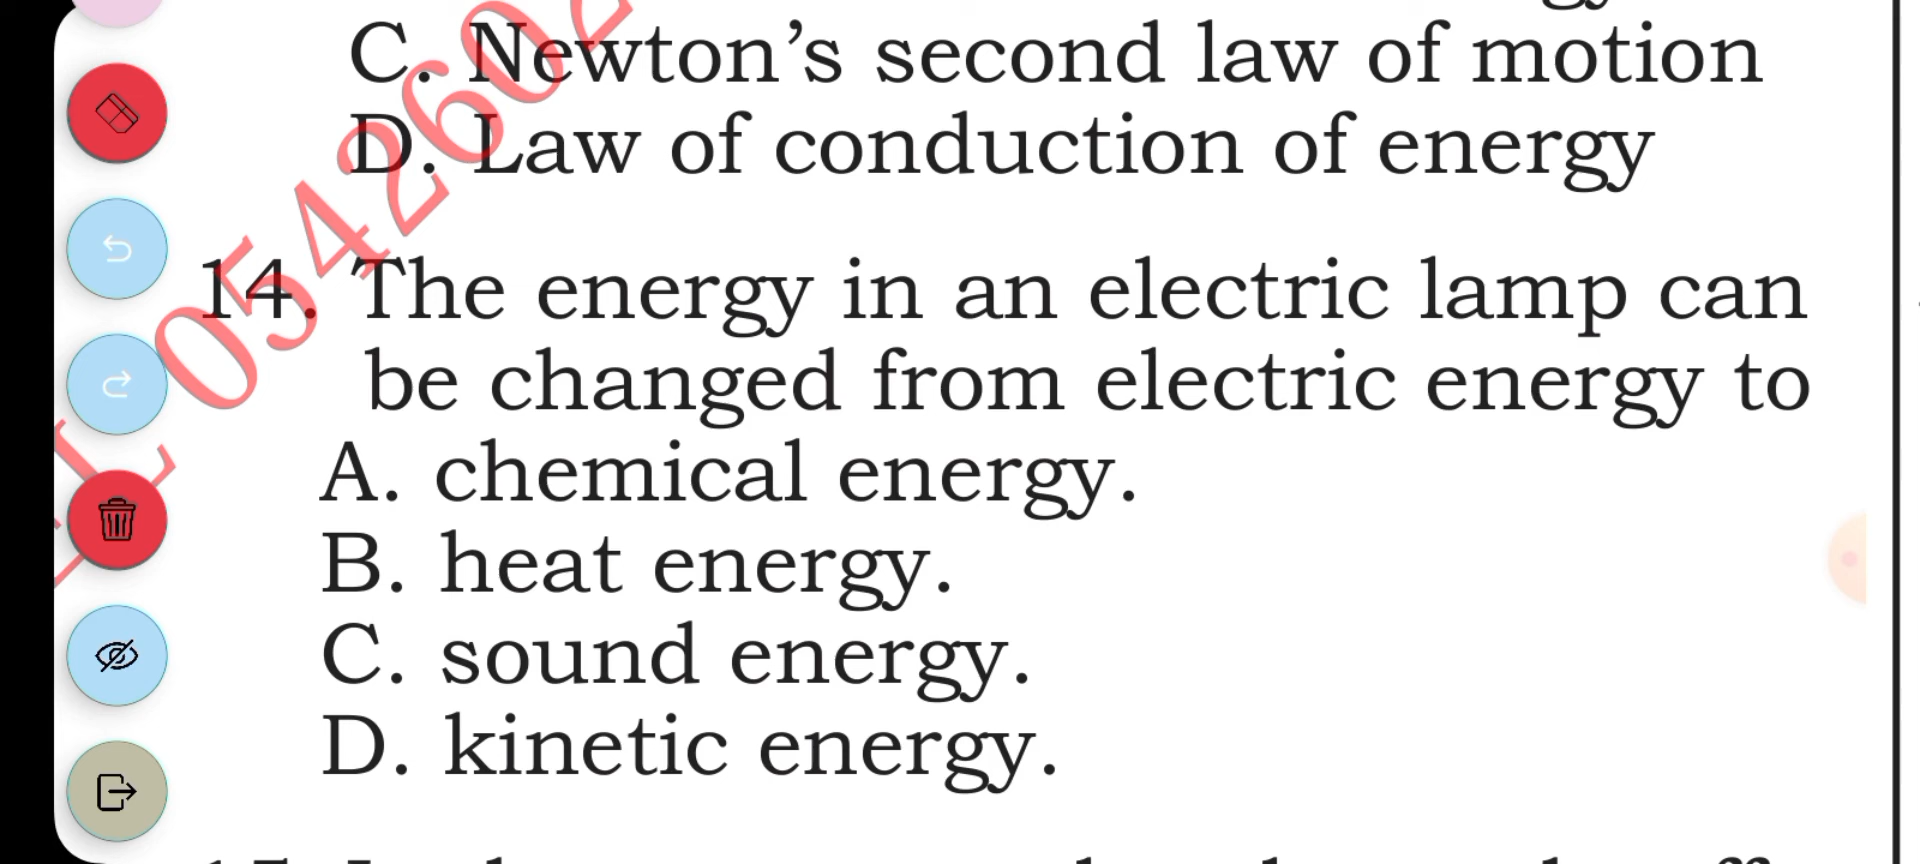 C. Newton’s second law of motion
D. Law of conduction of energy
14. The energy in an electric lamp can
be changed from electric energy to
A. chemical energy.
B. heat energy.
C. sound energy.
D. kinetic energy.
0542602